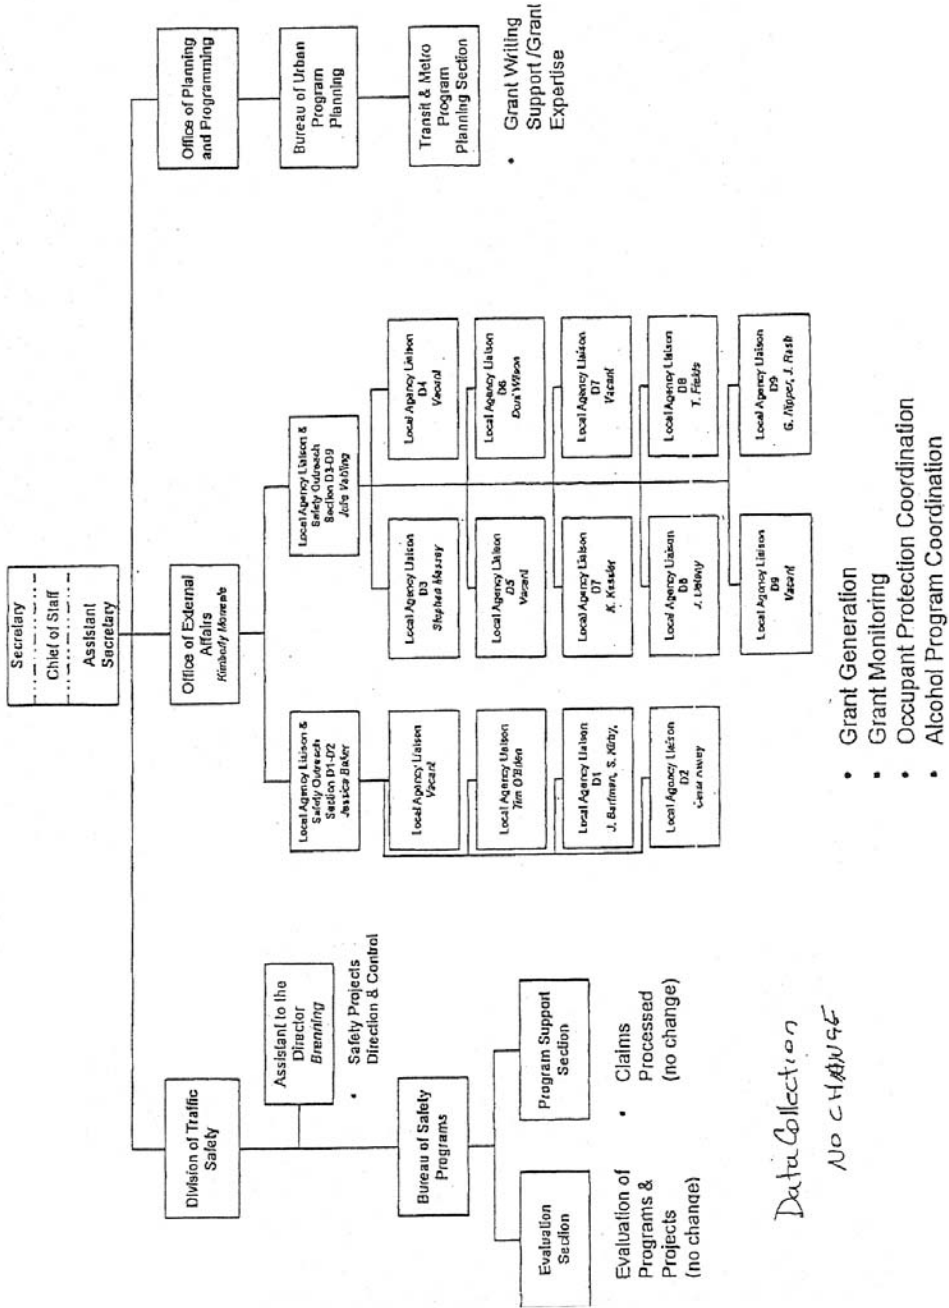 Secretary
Chief of Staff
Assistant
Secretary
Division of Traffic
Safety
Assistant to the
Director
Brenning
• Safety Projects
Direction & Control
Bureau of Safety
Programs
Evaluation
Section
Evaluation of
Programs &
Projects
(no change)
Program Support
Section
• Claims
Processed
(no change)
Data Collection
NO CHANGE
Office of External
Affairs
Kimberly
Local Agency Liaison &
Safety Outreach
Section D1-D2
Jessica Baker
Local Agency Liaison
Vacant
Local Agency Liaison
Tim O'Brien
Local Agency Liaison
D1
J. S. Kirby,
Local Agency Liaison
D2
Local Agency Liaison &
Safety Outreach
Section D3-D9
Local Agency Liaison
D3
Stephen Massey
Local Agency Liaison
D4
Vacant
Local Agency Liaison
D5
Vacant
Local Agency Liaison
D6
Wilson
Local Agency Liaison
D7
K. Kessler
Local Agency Liaison
D7
Vacant
Local Agency Liaison
D8
J.
Local Agency Liaison
D8
T. Fields
Local Agency Liaison
D9
Vacant
Local Agency Liaison
D9
G. J. Rash
• Grant Generation
• Grant Monitoring
• Occupant Protection Coordination
• Alcohol Program Coordination
Office of Planning
and Programming
Bureau of Urban
Program
Planning
Transit & Metro
Program
Planning Section
• Grant Writing
Support/Grant
Expertise